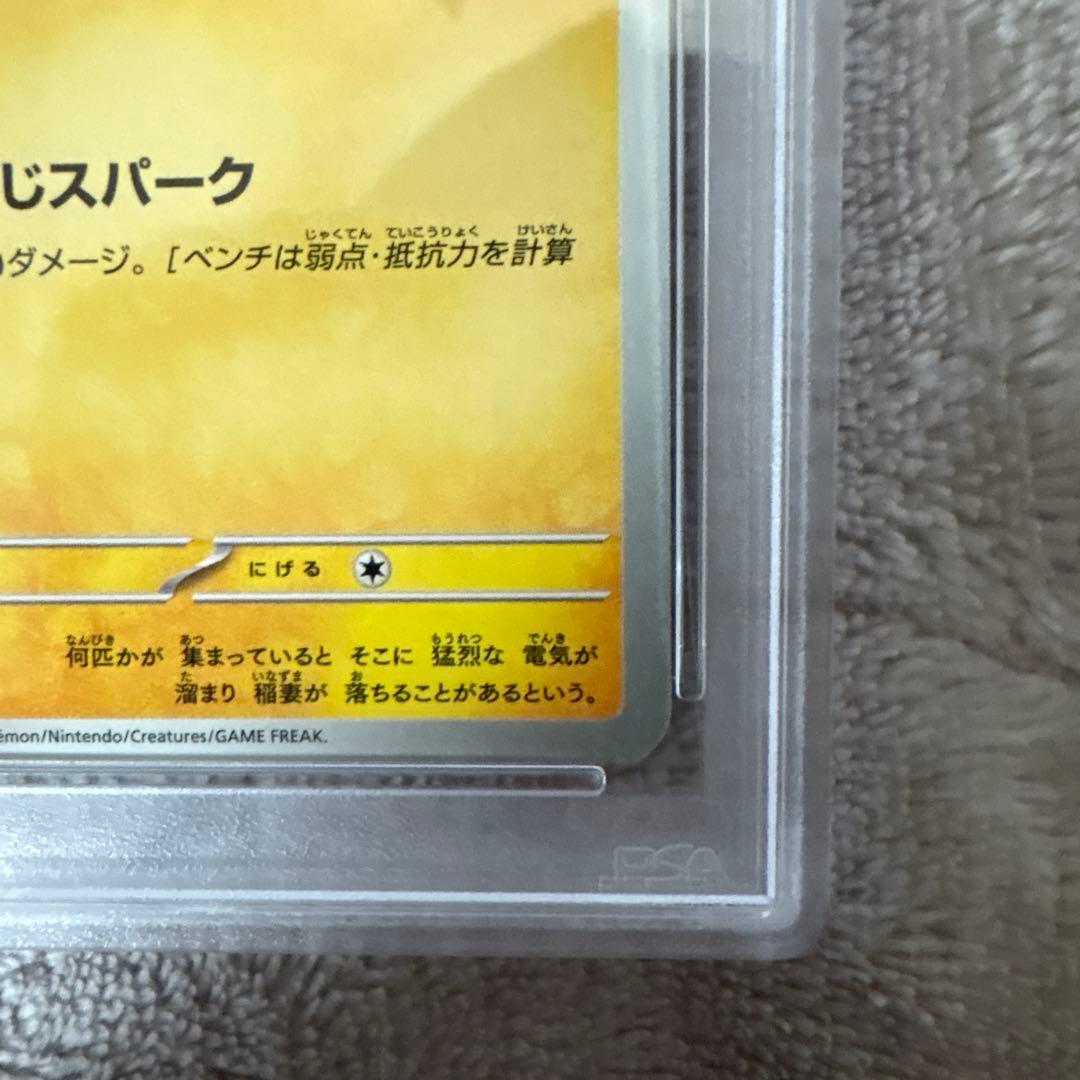 じスパーク
ダメージ。[ベンチは弱点・抵抗力を計算
にげる
何匹かが 集まっていると そこに 猛烈な 電気が
溜まり 稲妻が 落ちることがあるという。
émon/Nintendo/Creatures/GAME FREAK.
PSA